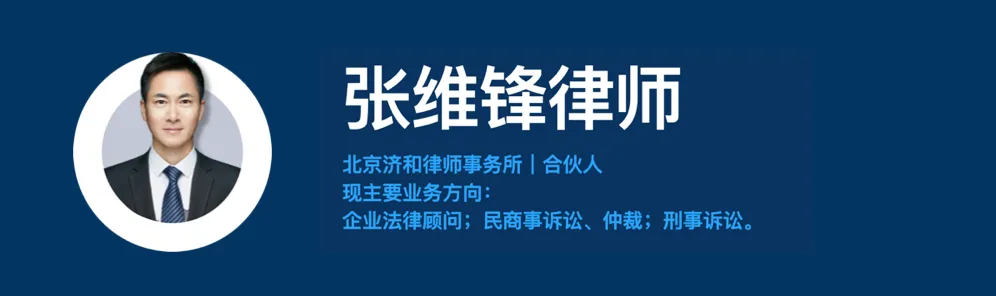 张维锋律师
北京济和律师事务所｜合伙人
现主要业务方向：
企业法律顾问；民商事诉讼、仲裁；刑事诉讼。